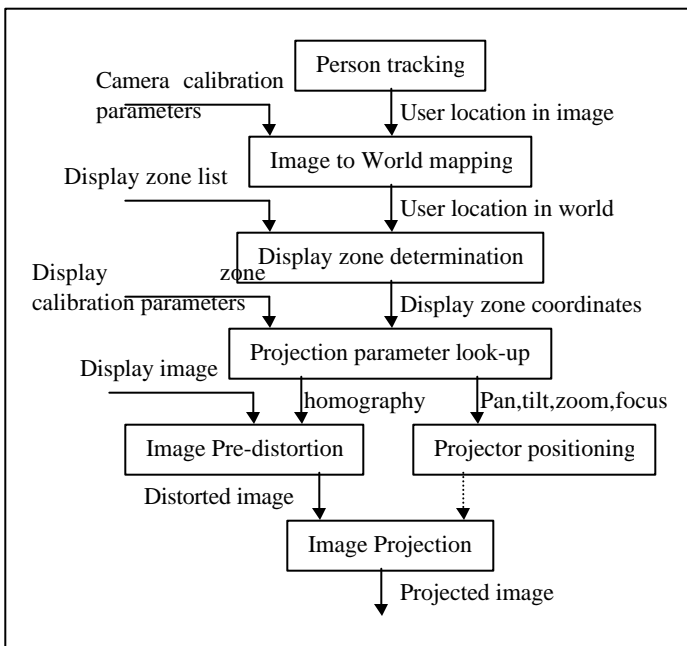 Person tracking
Camera calibration
parameters
User location in image
Image to World mapping
Display zone list
User location in world
Display zone determination
Display zone
calibration parameters
Display zone coordinates
Projection parameter look-up
Display image
homography
Pan,tilt,zoom,focus
Image Pre-distortion
Projector positioning
Distorted image
Image Projection
Projected image